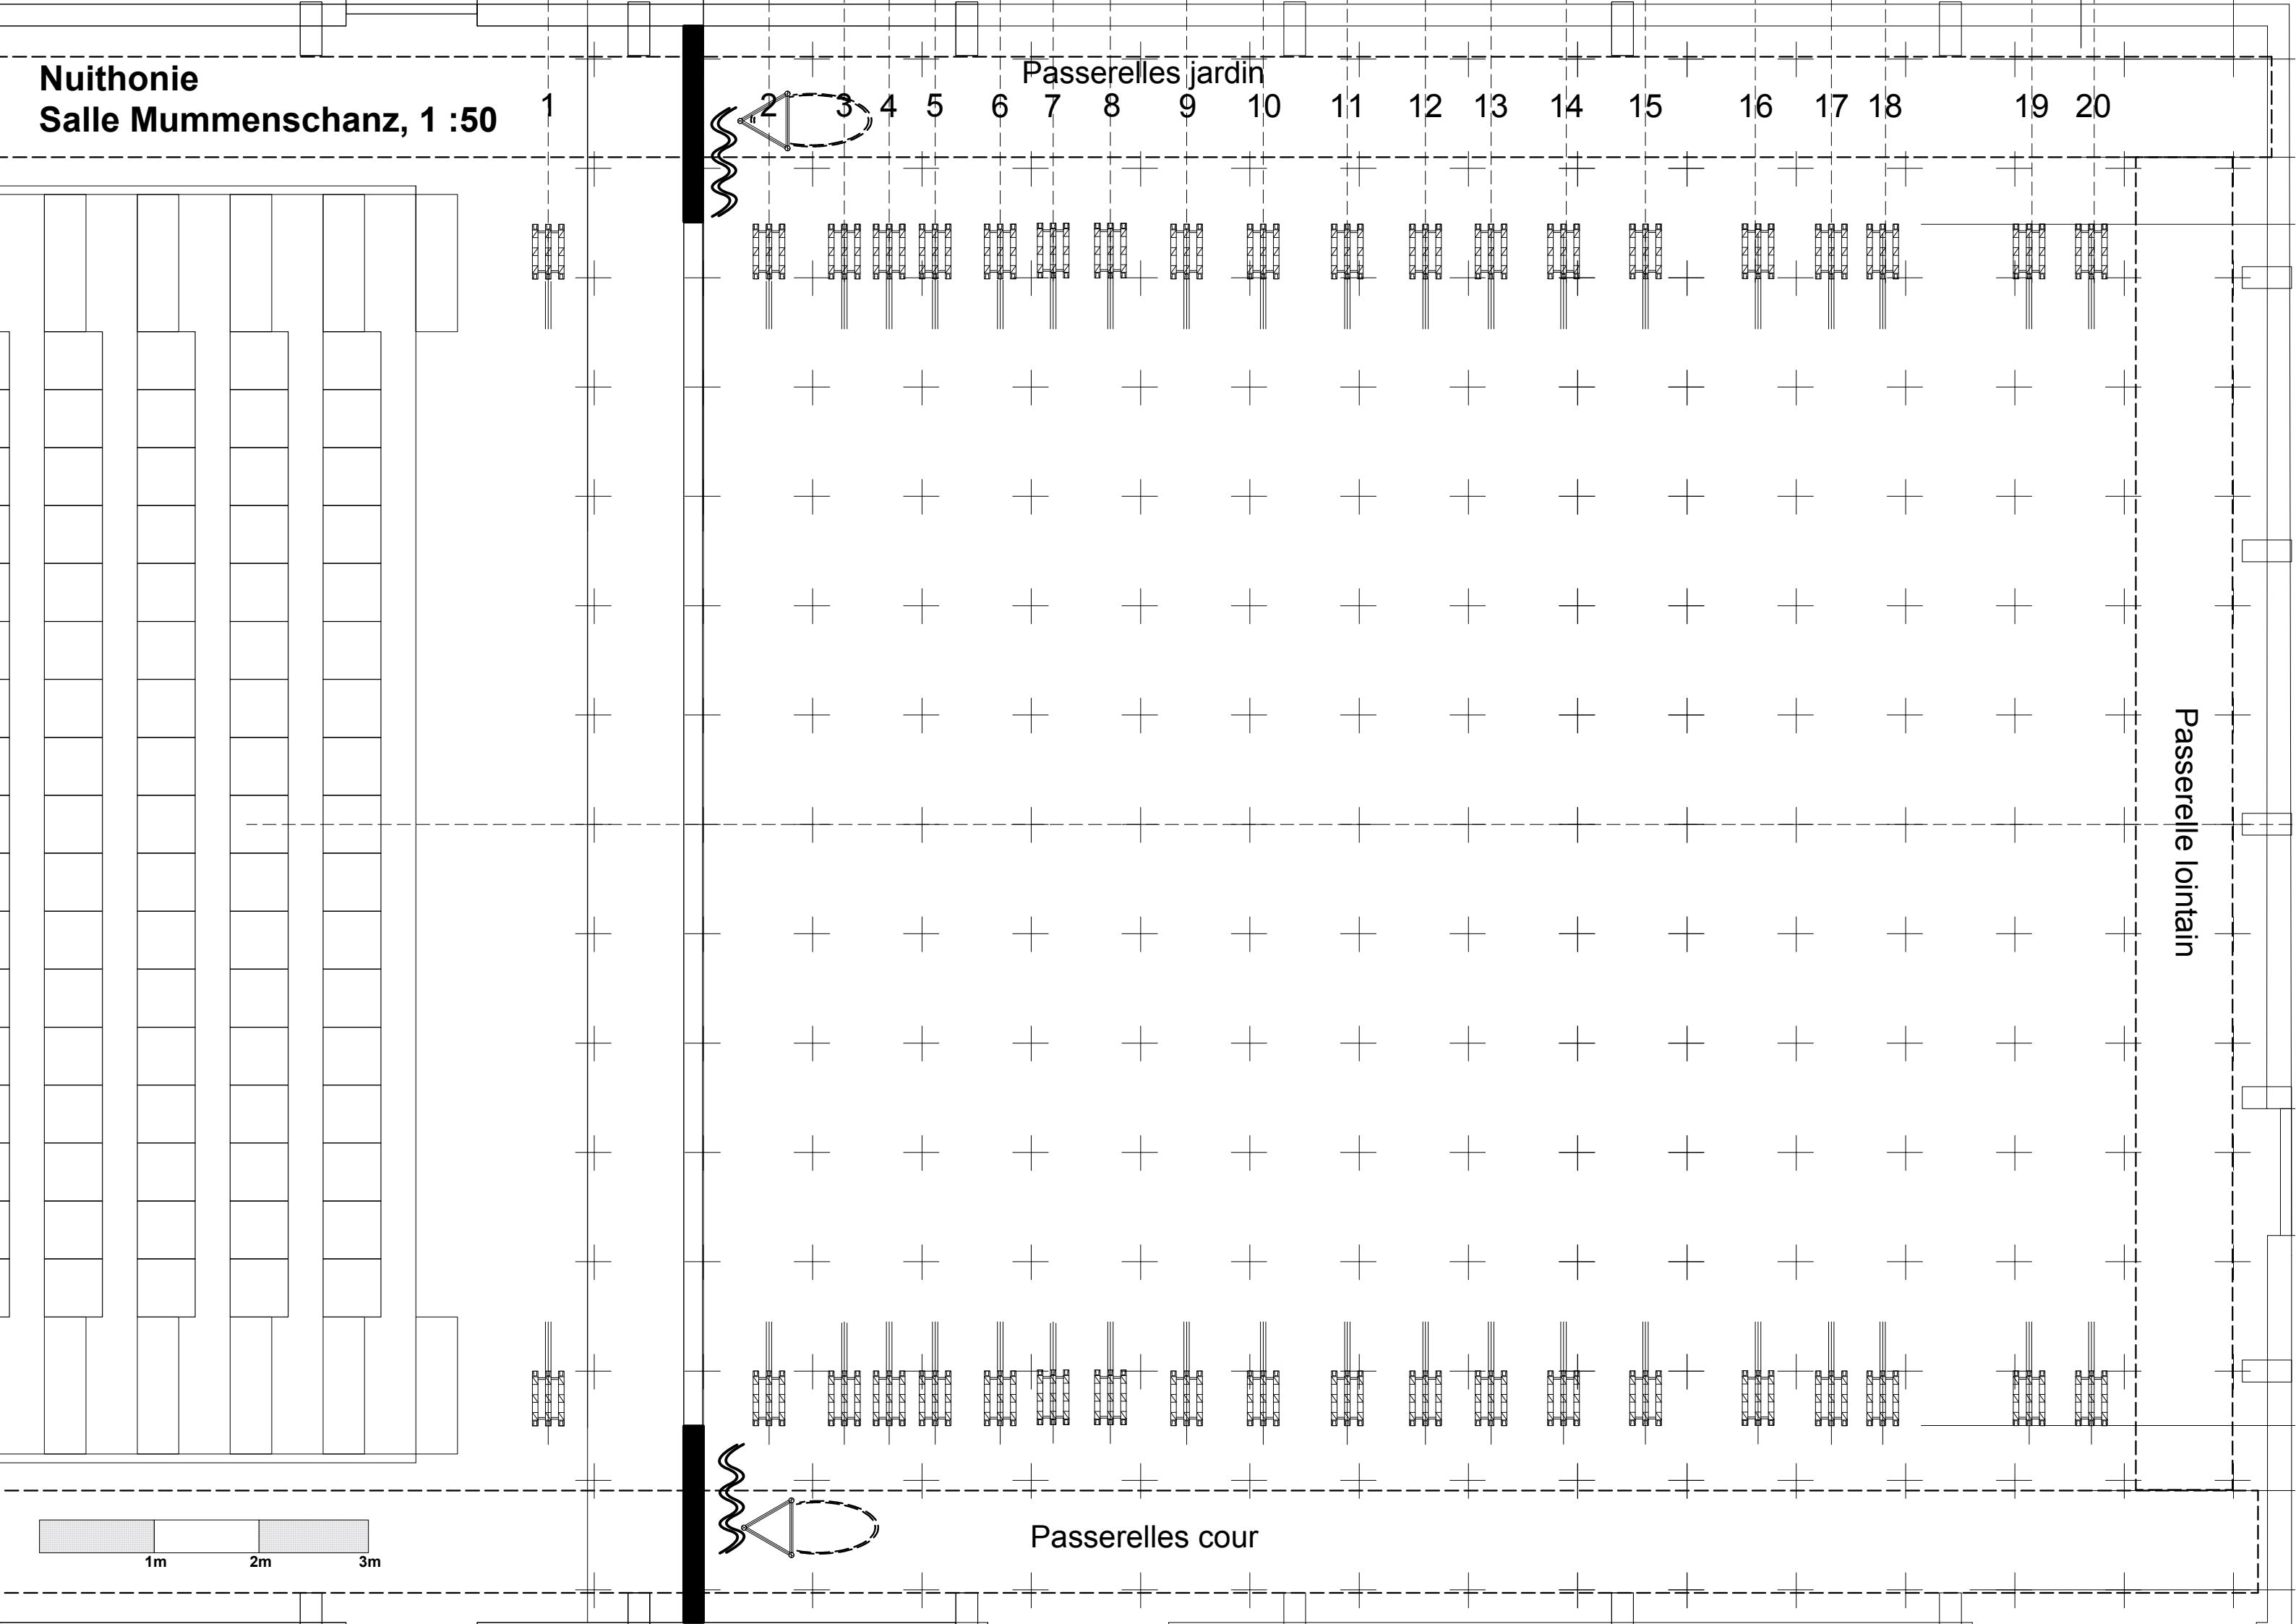 Nuithonie
Salle Mummenschanz, 1 :50
Passerelles jardin
1 2 3 4 5 6 7 8 9 10 11 12 13 14 15 16 17 18 19 20
Passerelle lointain
Passerelles cour
1m 2m 3m